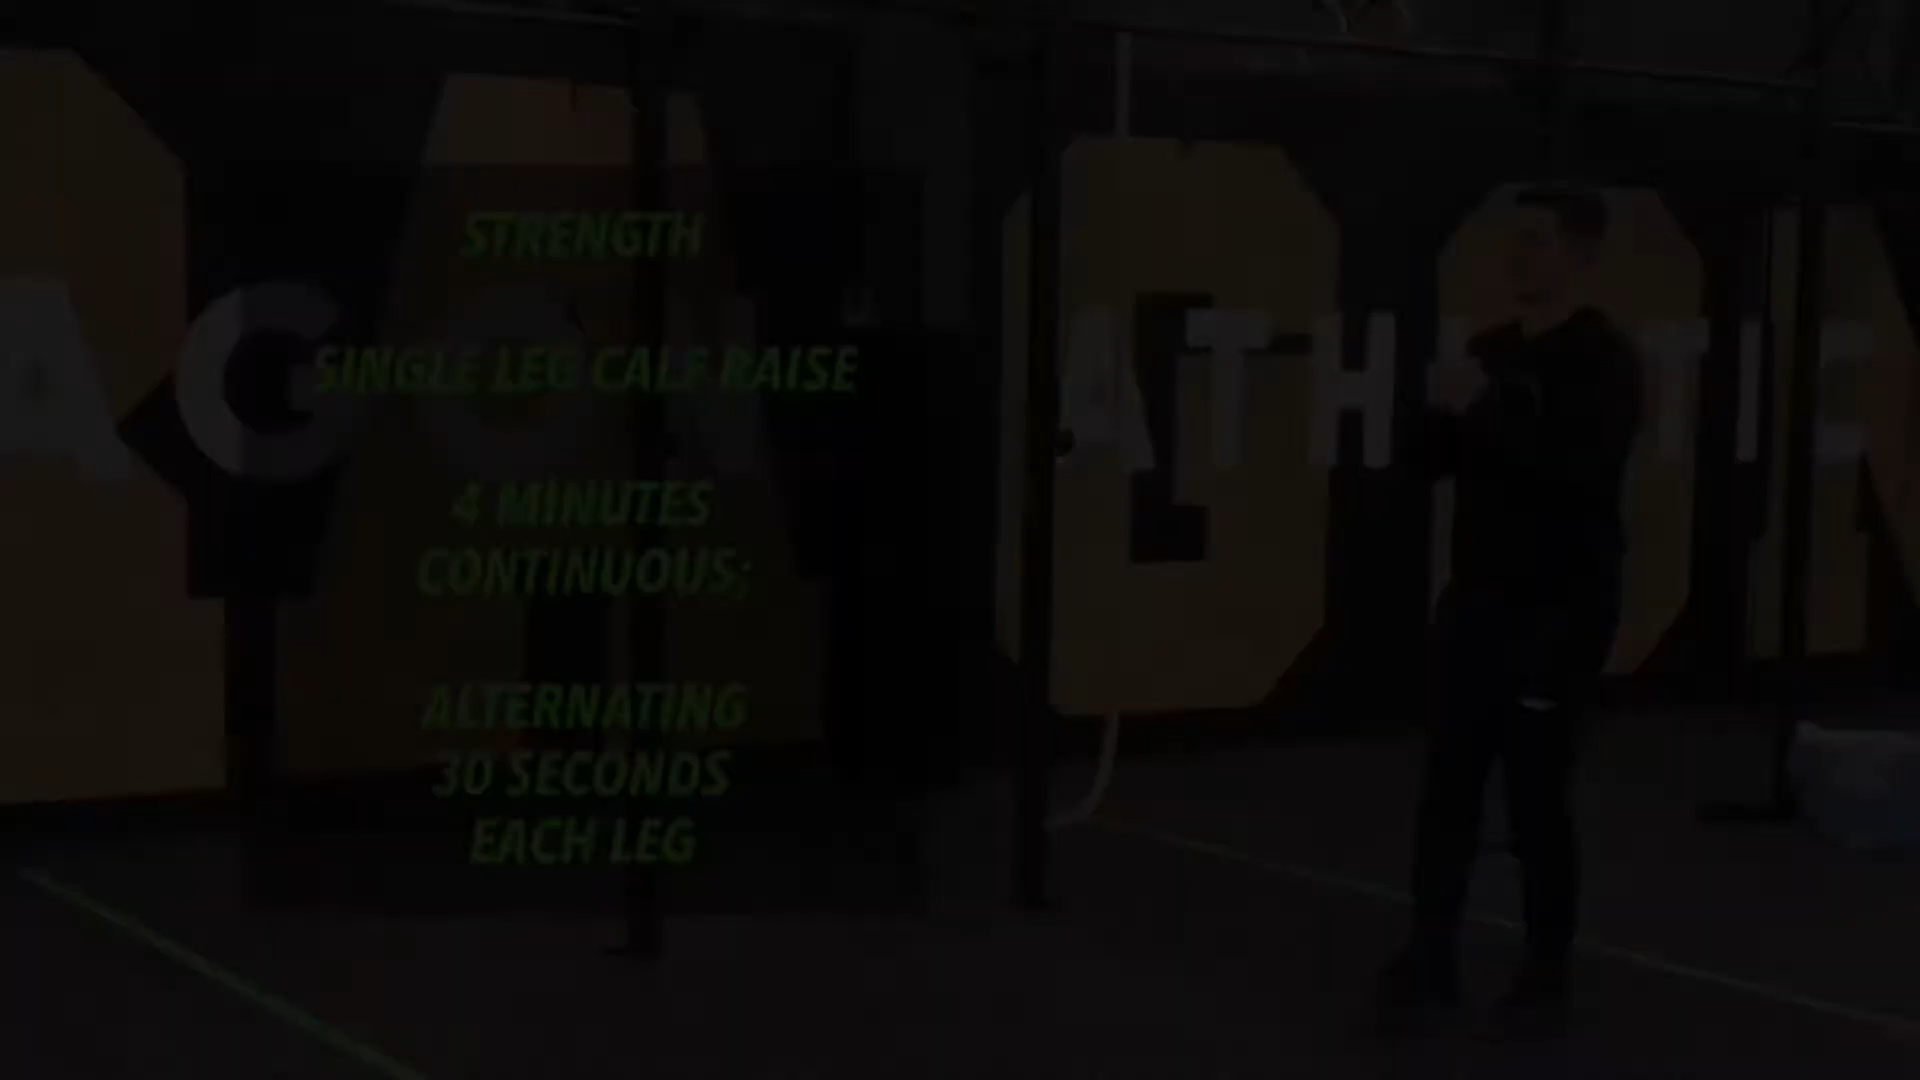 STRENGTH
SINGLE LEG CALF RAISE
4 MINUTES
CONTINUOUS;
ALTERNATING
30 SECONDS
EACH LEG